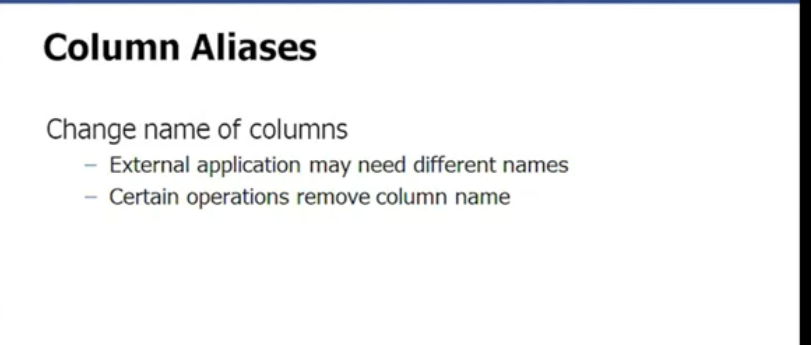 Column Aliases
Change name of columns
– External application may need different names
– Certain operations remove column name